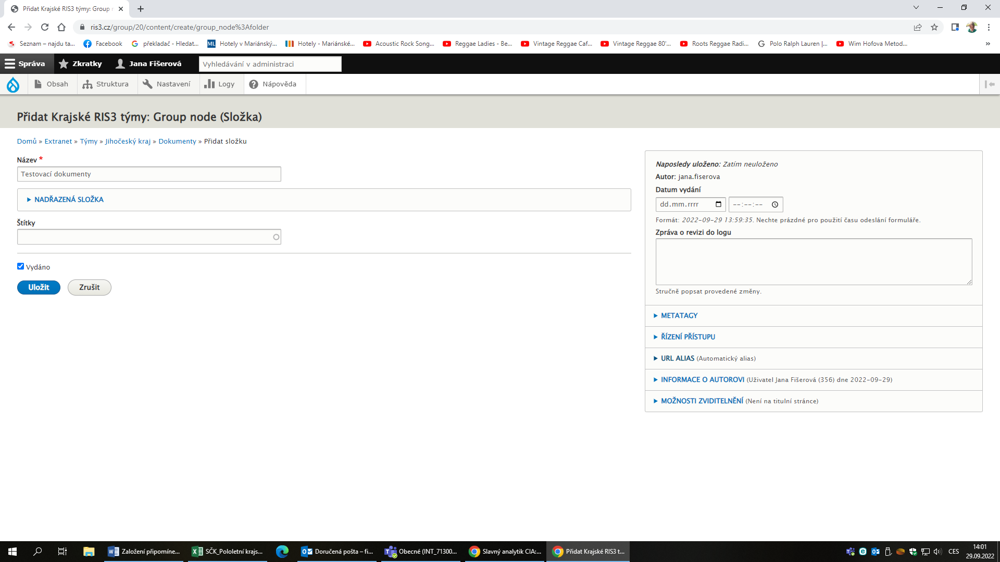 Přidat Krajské RIS3 týmy: Group n
ris3.cz/group/20/content/create/group_node%3Afolder
Seznam – najdu ta...
Facebook
překladač - Hledat...
ML Hotely v Mariánský...
Hotely - Mariánské...
Acoustic Rock Song...
Reggae Ladies - Be...
Vintage Reggae Caf...
Vintage Reggae 80'...
Roots Reggae Radi...
Polo Ralph Lauren |...
Wim Hofova Metod...
»
Správa
Zkratky
Jana Fišerová
Vyhledávání v administraci
Obsah
Struktura
Nastavení
Logy
Nápověda
Přidat Krajské RIS3 týmy: Group node (Složka)
Domů » Extranet » Týmy » Jihočeský kraj » Dokumenty » Přidat složku
Název *
Testovací dokumenty
NADŘAZENÁ SLOŽKA
Štítky
Vydáno
Uložit
Zrušit
Naposledy uloženo: Zatím neuloženo
Autor: jana.fiserova
Datum vydání
dd.mm.rrrr
--:--:--
Formát: 2022-09-29 13:59:35. Nechte prázdné pro použití času odeslání formuláře.
Zpráva o revizi do logu
Stručně popsat provedené změny.
METATAGY
ŘÍZENÍ PŘÍSTUPU
URL ALIAS (Automatický alias)
INFORMACE O AUTOROVI (Uživatel Jana Fišerová (356) dne 2022-09-29)
MOŽNOSTI ZVIDITELNĚNÍ (Není na titulní stránce)
Založení připomíne...
SČK_Pololetní krajs...
Doručená pošta – fi...
Obecné (INT_71300...
Slavný analytik CIA:...
Přidat Krajské RIS3 t...
CES
14:01
29.09.2022